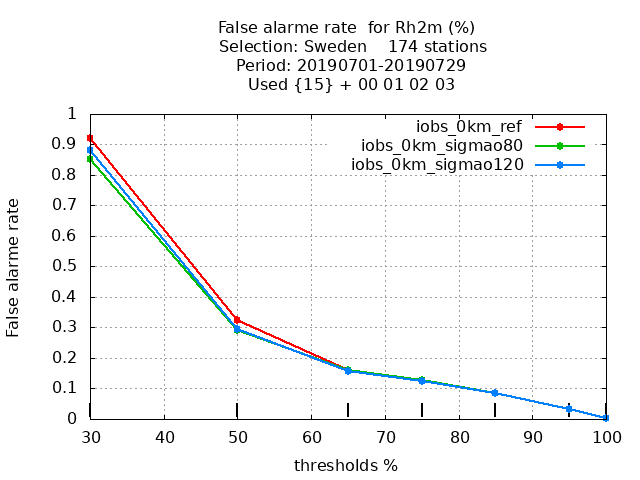 False alarme rate  for Rh2m (%)
Selection: Sweden    174 stations
Period: 20190701-20190729
Used {15} + 00 01 02 03
iobs_0km_ref
iobs_0km_sigmao80
iobs_0km_sigmao120
False alarme rate
1
0.9
0.8
0.7
0.6
0.5
0.4
0.3
0.2
0.1
0
30 40 50 60 70 80 90 100
thresholds %